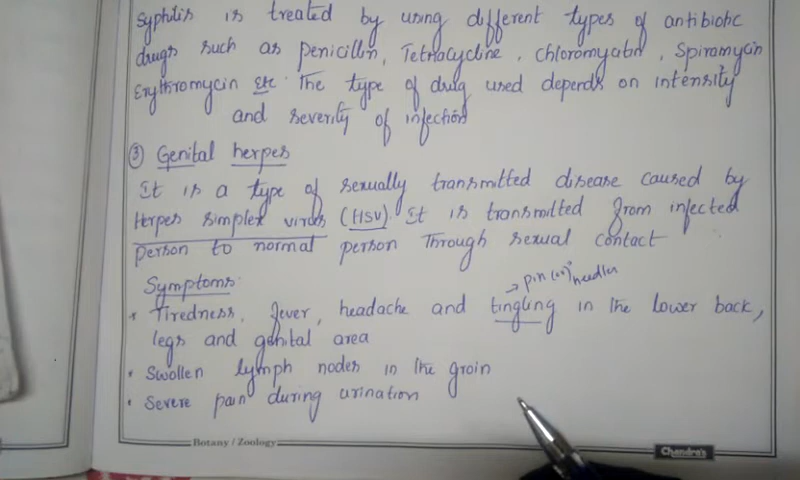 Syphilis is treated by using different types of antibiotic
drugs such as penicillin, Tetracycline, chloromycetin, Spiramycin
Erythromycin Etc. The type of drug used depends on intensity
and severity of infection
③ Genital herpes
It is a type of sexually transmitted disease caused by
Herpes simplex virus (HSV). It is transmitted from infected
person to normal person through sexual contact
Symptoms
→ pin (or) needles
* Tiredness, fever, headache and tingling in the lower back,
legs and genital area
* Swollen lymph nodes in the groin
* Severe pain during urination
Botany / Zoology
Chandra's